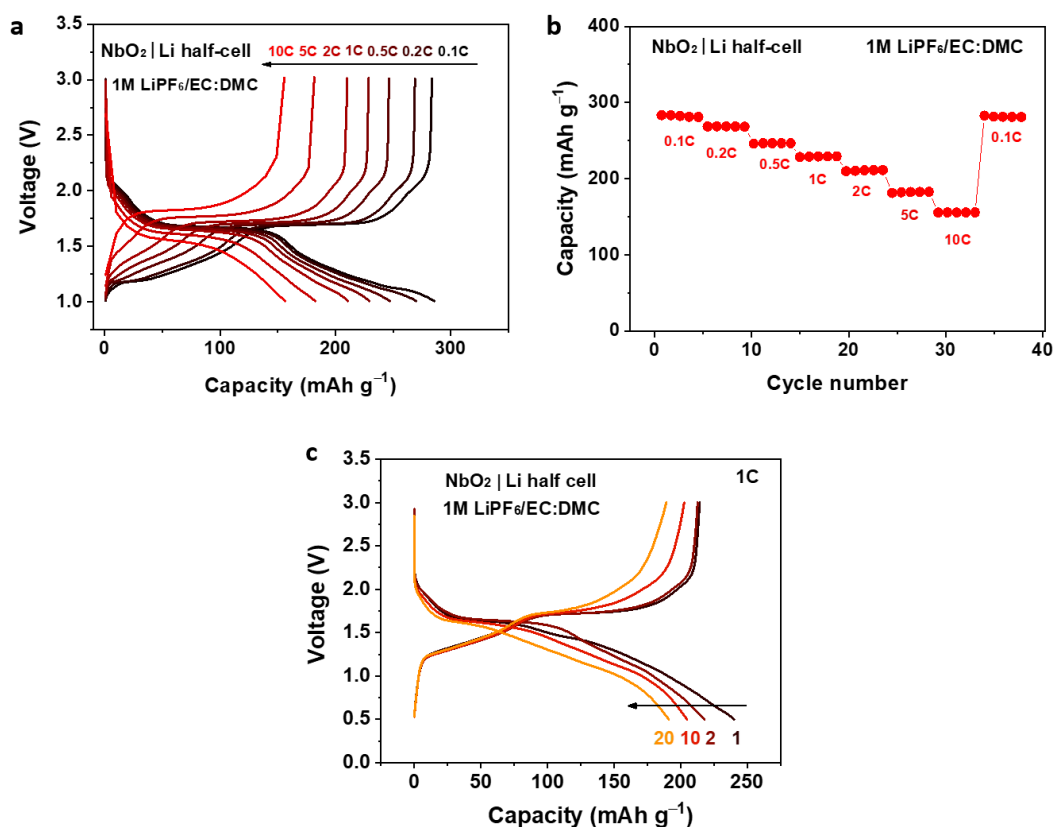 a
NbO₂ | Li half-cell
10C 5C 2C 1C 0.5C 0.2C 0.1C
1M LiPF₆/EC:DMC
3.5
3.0
2.5
2.0
1.5
1.0
Voltage (V)
0 100 200 300
Capacity (mAh g⁻¹)
b
NbO₂ | Li half-cell 1M LiPF₆/EC:DMC
400
300
200
100
0
Capacity (mAh g⁻¹)
0.1C
0.2C
0.5C
1C
2C
5C
10C
0.1C
0 10 20 30 40
Cycle number
c
NbO₂ | Li half cell
1M LiPF₆/EC:DMC
1C
3.5
3.0
2.5
2.0
1.5
1.0
0.5
0.0
Voltage (V)
20 10 2 1
0 50 100 150 200 250
Capacity (mAh g⁻¹)